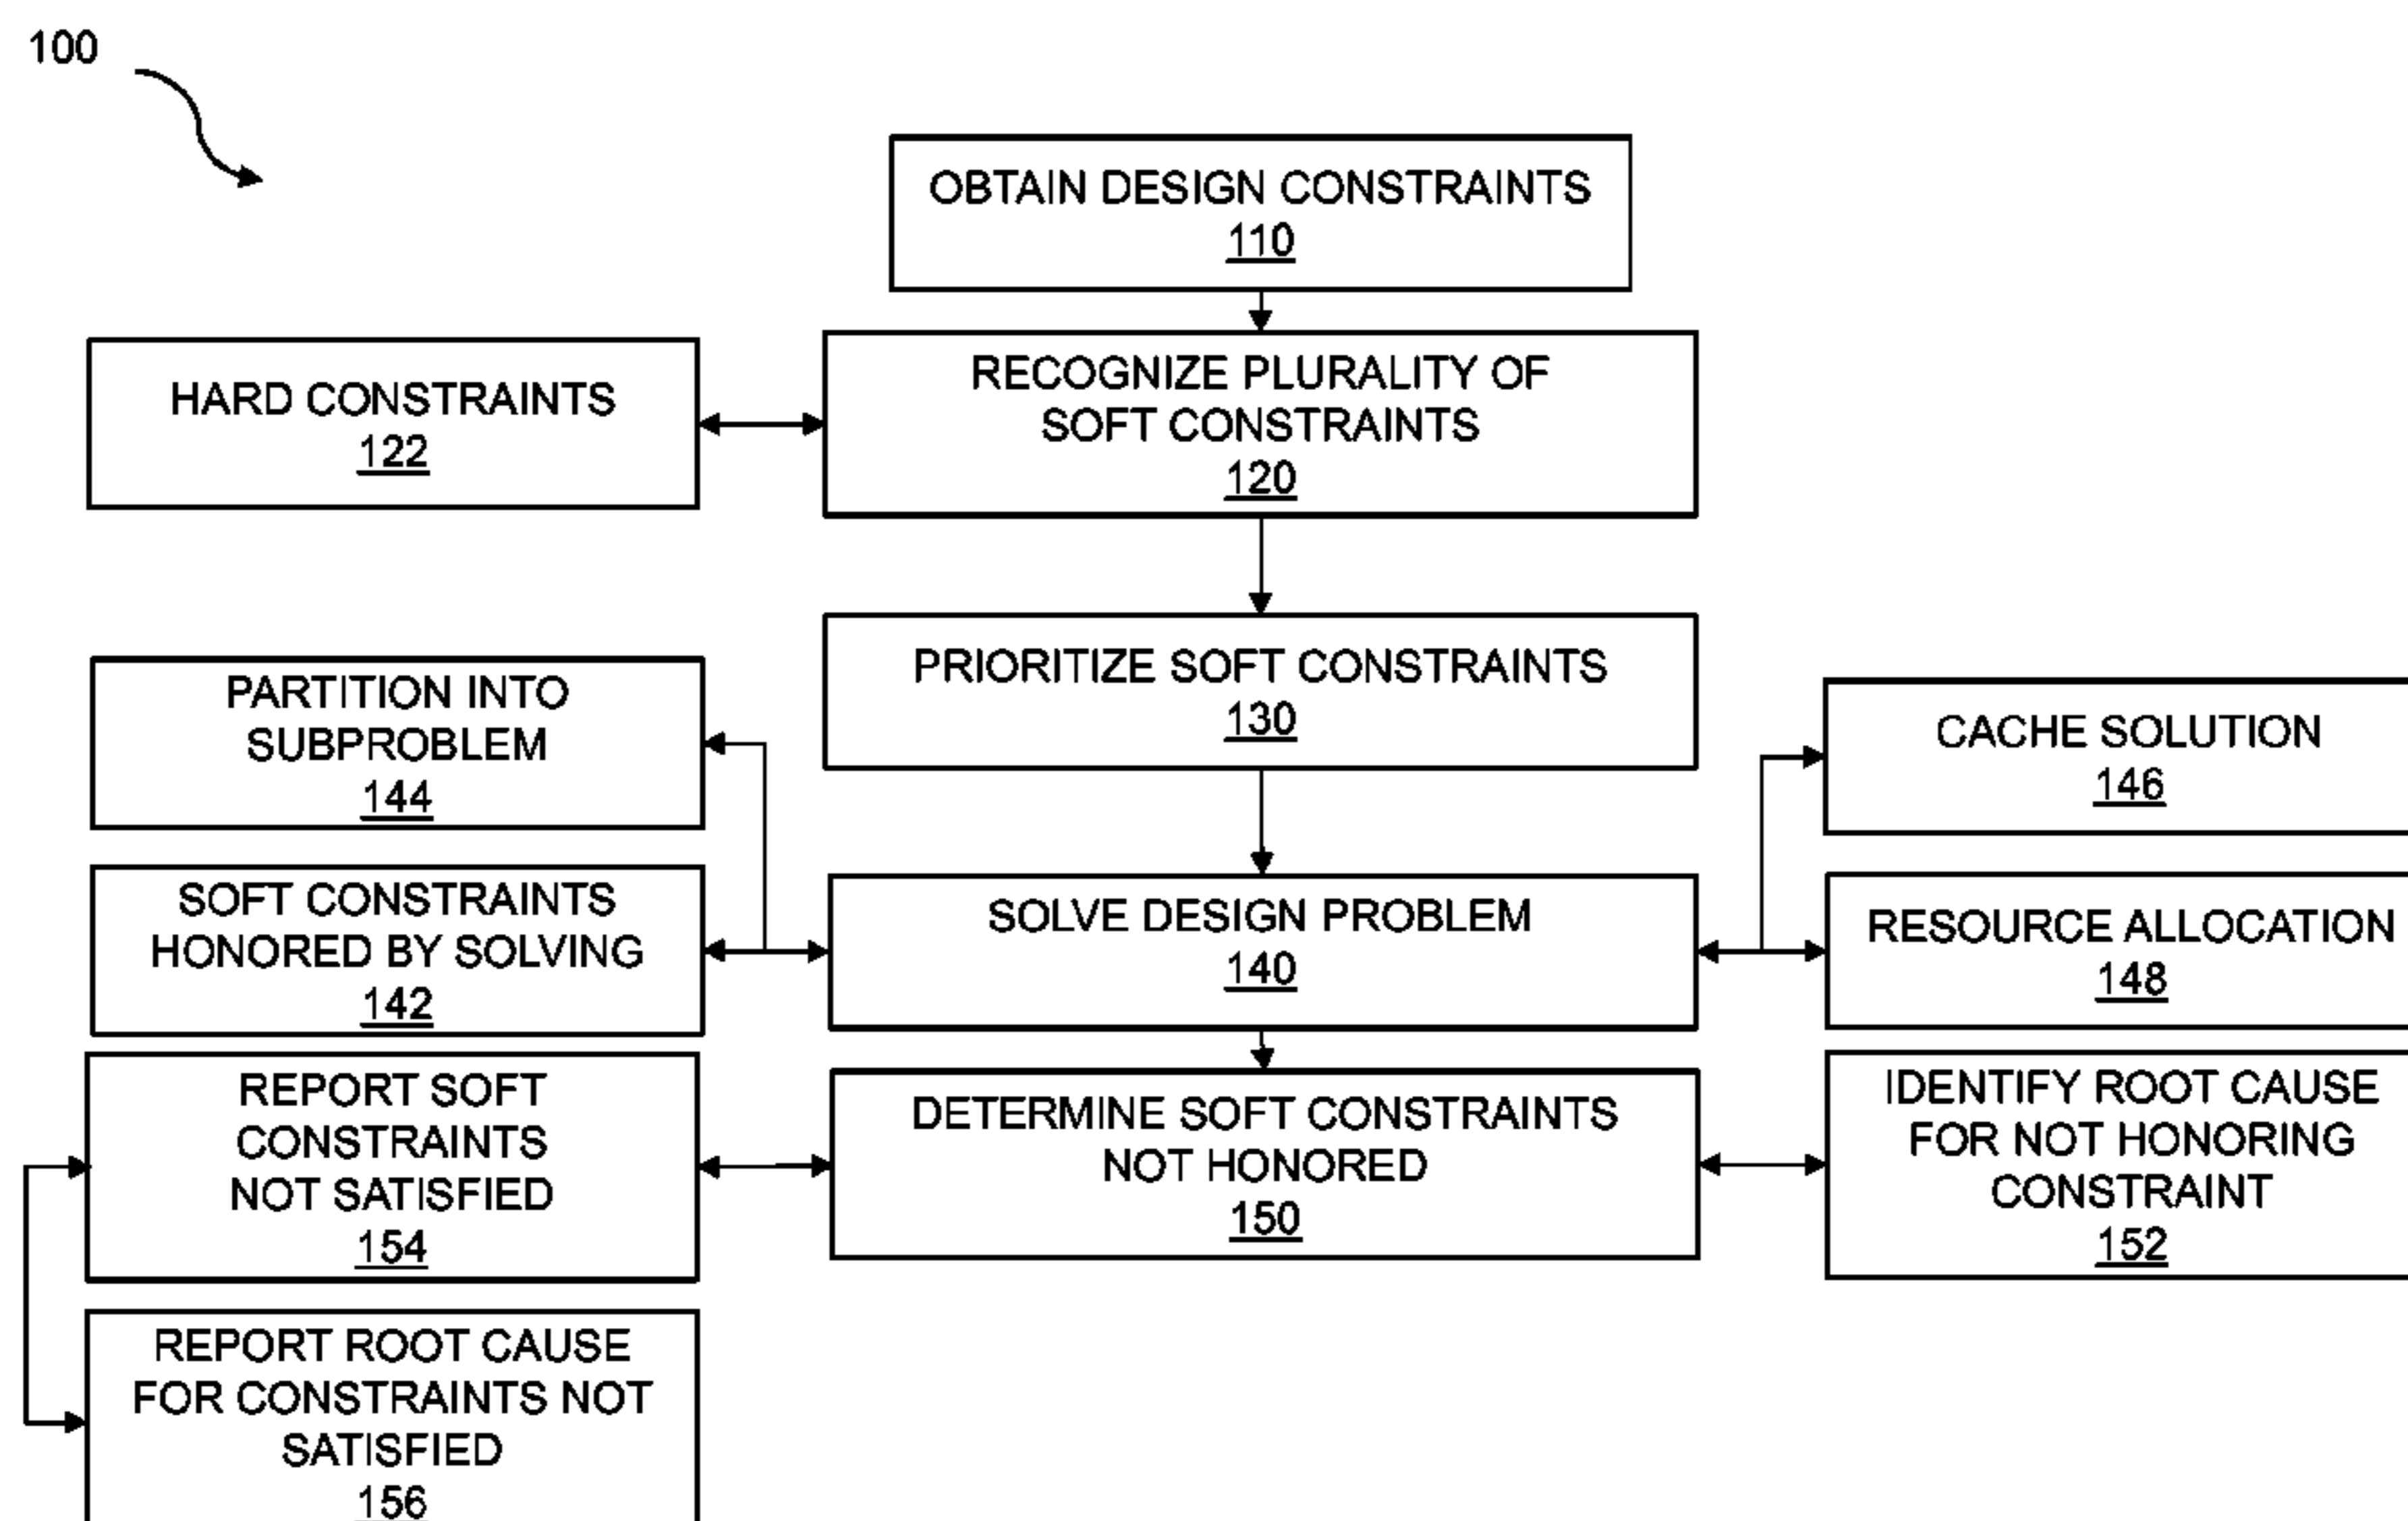 100
OBTAIN DESIGN CONSTRAINTS
110
HARD CONSTRAINTS
122
RECOGNIZE PLURALITY OF
SOFT CONSTRAINTS
120
PRIORITIZE SOFT CONSTRAINTS
130
PARTITION INTO
SUBPROBLEM
144
CACHE SOLUTION
146
SOFT CONSTRAINTS
HONORED BY SOLVING
142
SOLVE DESIGN PROBLEM
140
RESOURCE ALLOCATION
148
REPORT SOFT
CONSTRAINTS
NOT SATISFIED
154
DETERMINE SOFT CONSTRAINTS
NOT HONORED
150
IDENTIFY ROOT CAUSE
FOR NOT HONORING
CONSTRAINT
152
REPORT ROOT CAUSE
FOR CONSTRAINTS NOT
SATISFIED
156